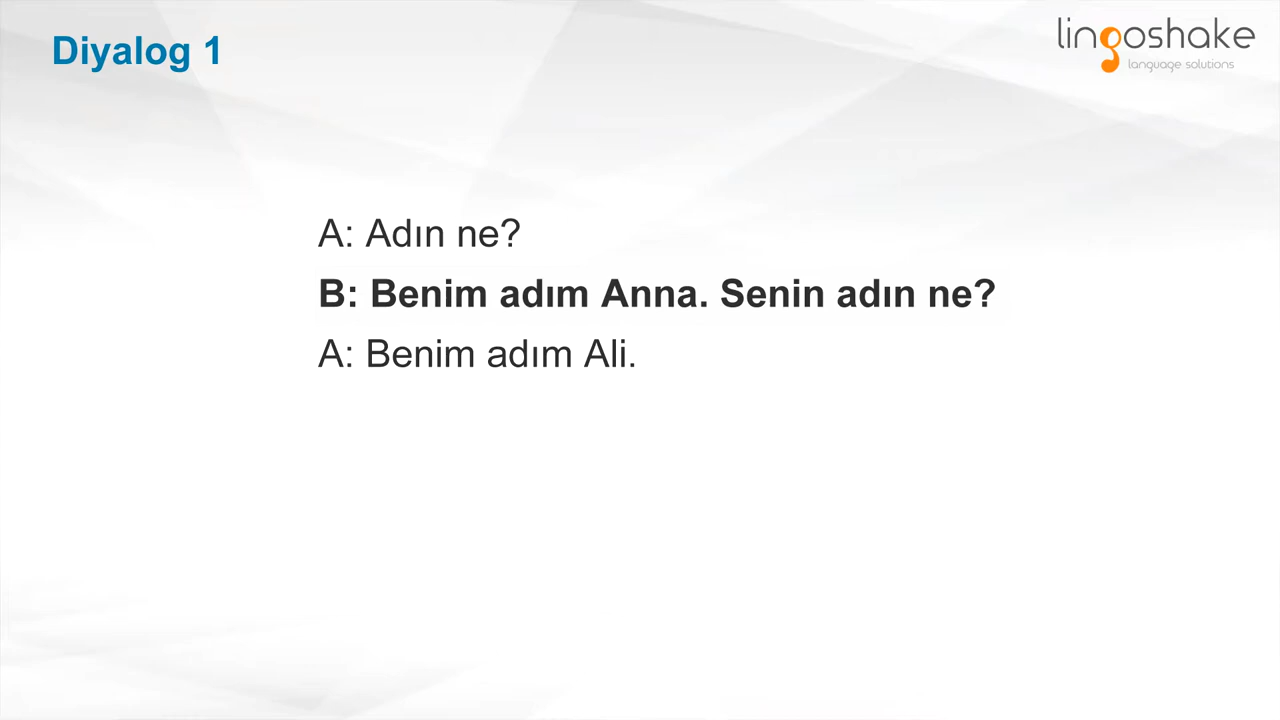 Diyalog 1
lingoshake
language solutions
A: Adın ne?
B: Benim adım Anna. Senin adın ne?
A: Benim adım Ali.